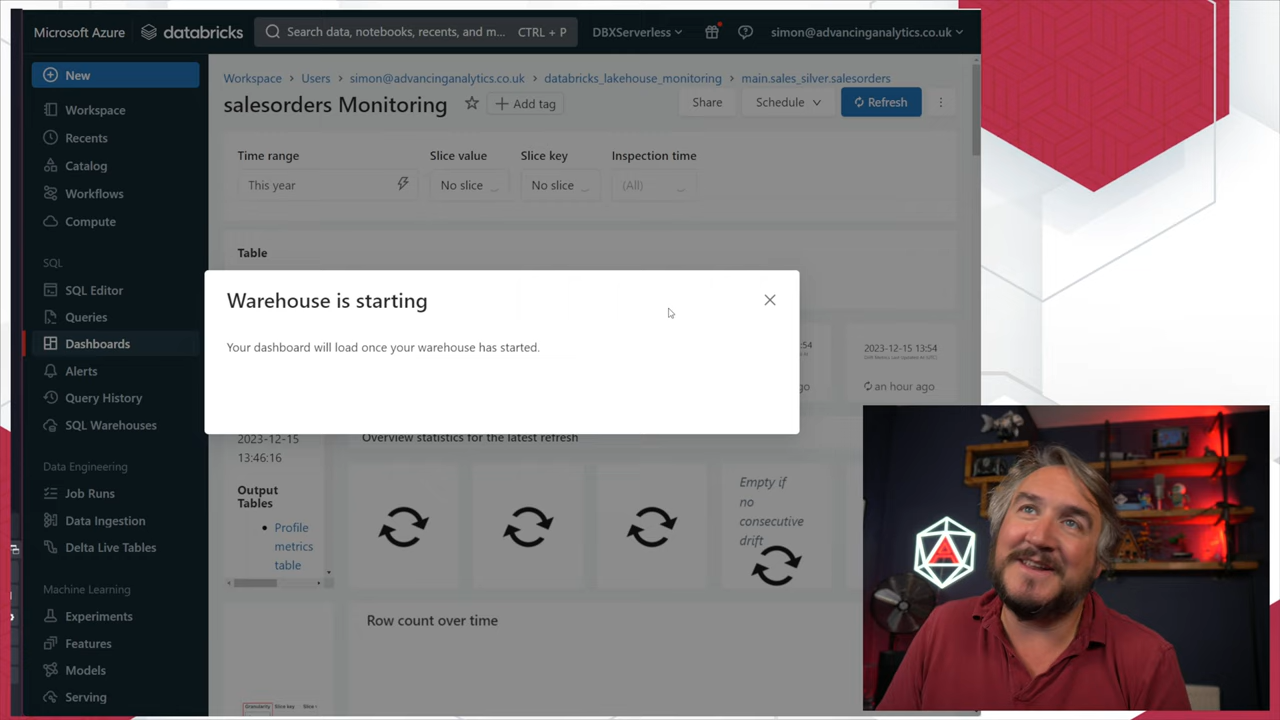 Microsoft Azure
databricks
Search data, notebooks, recents, and m...
CTRL + P
DBXServerless
simon@advancinganalytics.co.uk
New
Workspace
Recents
Catalog
Workflows
Compute
SQL
SQL Editor
Queries
Dashboards
Alerts
Query History
SQL Warehouses
Data Engineering
Job Runs
Data Ingestion
Delta Live Tables
Machine Learning
Experiments
Features
Models
Serving
Workspace > Users > simon@advancinganalytics.co.uk > databricks_lakehouse_monitoring > main.sales_silver.salesorders
salesorders Monitoring
Add tag
Share
Schedule
Refresh
Time range
Slice value
Slice key
Inspection time
This year
No slice
No slice
(All)
Table
Warehouse is starting
Your dashboard will load once your warehouse has started.
:54
go
2023-12-15 13:54
an hour ago
2023-12-15
13:46:16
Output
Tables
Profile
metrics
table
Overview statistics for the latest refresh
Empty if
no
consecutive
drift
Row count over time
Granularity
Slice key